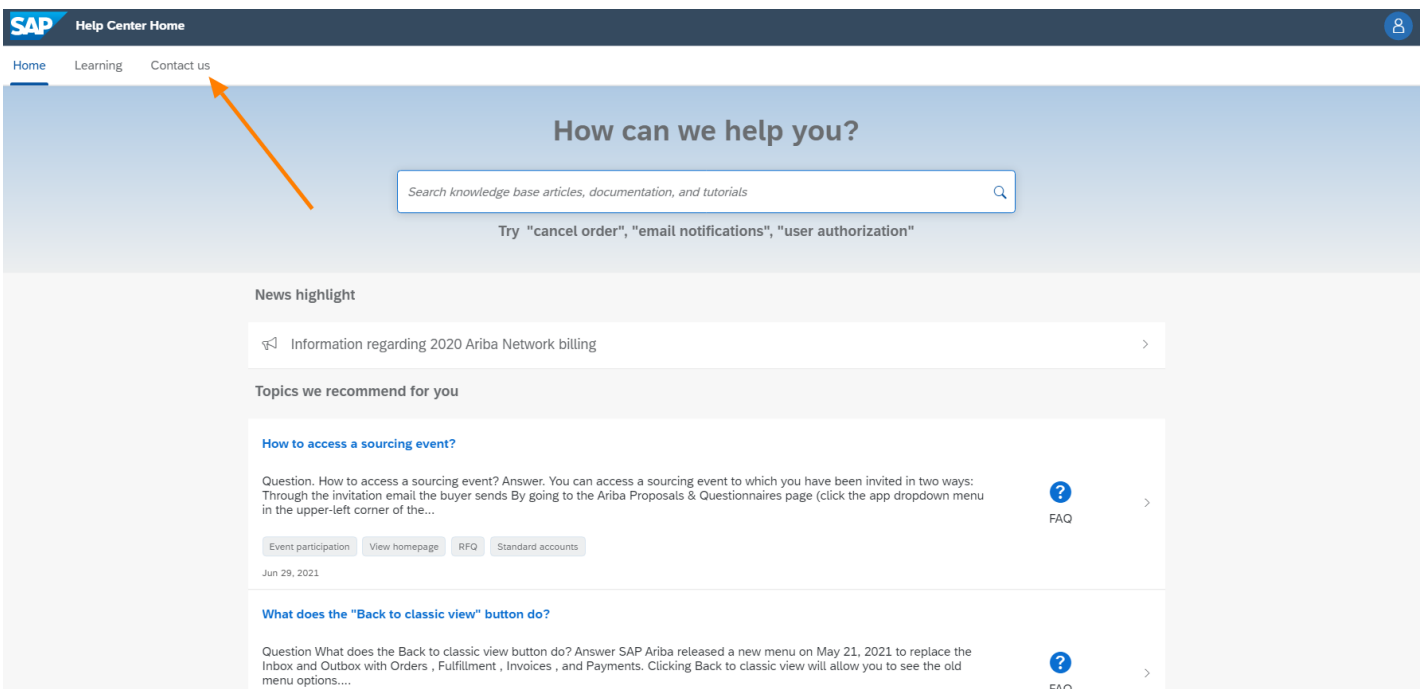 SAP Help Center Home
Home Learning Contact us
How can we help you?
Search knowledge base articles, documentation, and tutorials
Try "cancel order", "email notifications", "user authorization"
News highlight
Information regarding 2020 Ariba Network billing
Topics we recommend for you
How to access a sourcing event?
Question. How to access a sourcing event? Answer. You can access a sourcing event to which you have been invited in two ways:
Through the invitation email the buyer sends By going to the Ariba Proposals & Questionnaires page (click the app dropdown menu
in the upper-left corner of the...
FAQ
Event participation View homepage RFQ Standard accounts
Jun 29, 2021
What does the "Back to classic view" button do?
Question What does the Back to classic view button do? Answer SAP Ariba released a new menu on May 21, 2021 to replace the
Inbox and Outbox with Orders , Fulfillment , Invoices , and Payments. Clicking Back to classic view will allow you to see the old
menu options....
FAQ